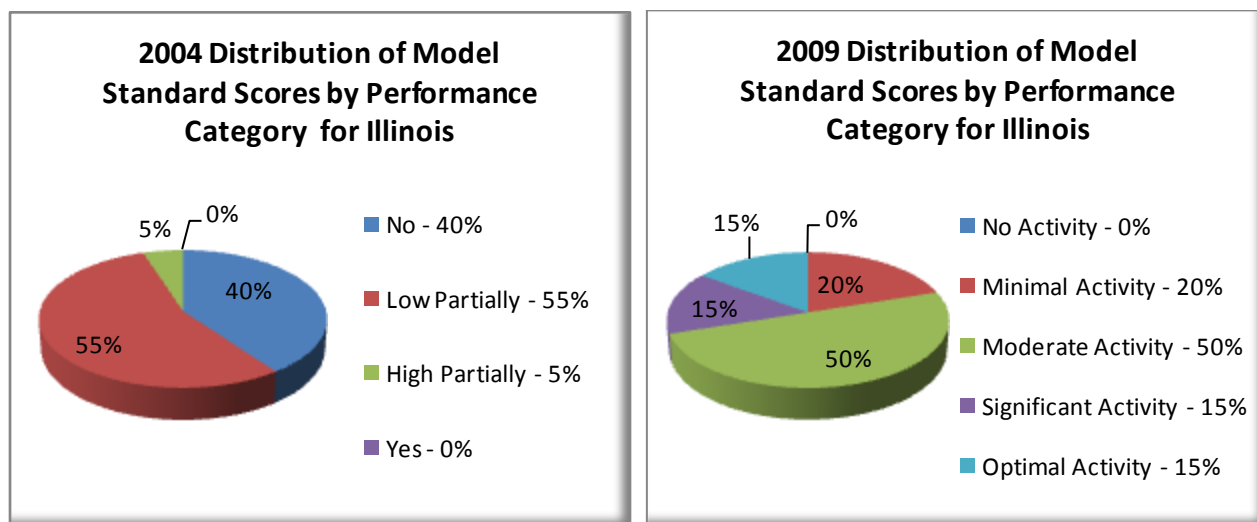 2004 Distribution of Model
Standard Scores by Performance
Category for Illinois
5%
0%
40%
55%
No - 40%
Low Partially - 55%
High Partially - 5%
Yes - 0%
2009 Distribution of Model
Standard Scores by Performance
Category for Illinois
15%
0%
20%
15%
50%
No Activity - 0%
Minimal Activity - 20%
Moderate Activity - 50%
Significant Activity - 15%
Optimal Activity - 15%